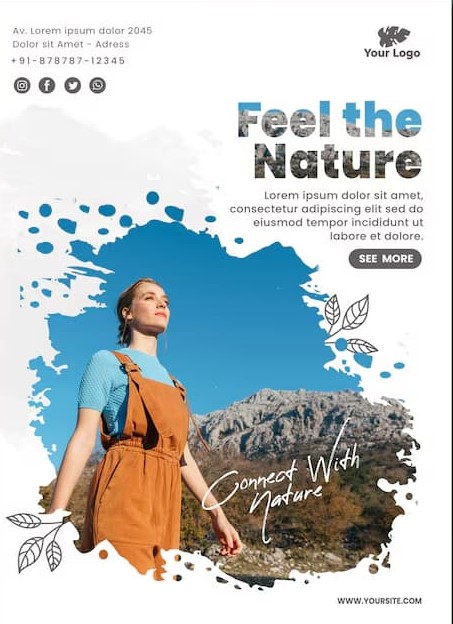 Av. Lorem ipsum dolor 2045
Dolor sit Amet - Adress
+91-878787-12345
Your Logo
Feel the
Nature
Lorem ipsum dolor sit amet,
consectetur adipiscing elit sed do
eiusmod tempor incididunt ut
labore et dolore.
SEE MORE
Connect With
Nature
WWW.YOURSITE.COM